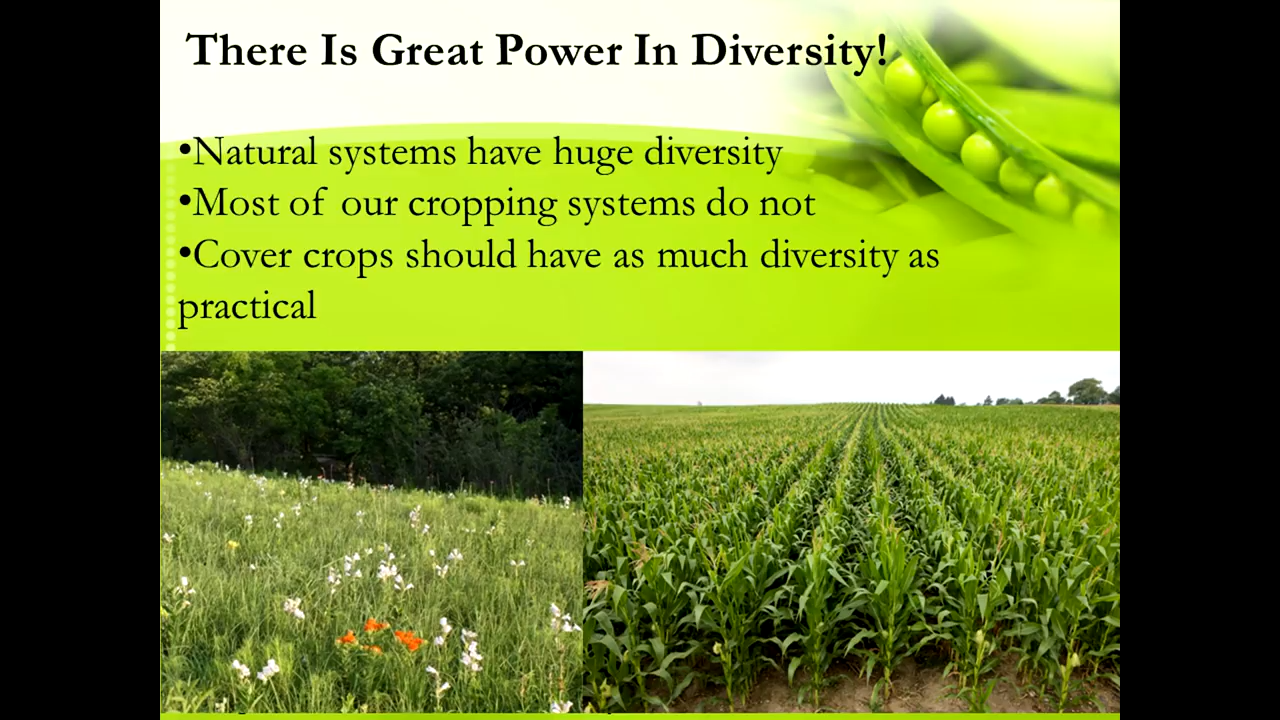 There Is Great Power In Diversity!
•Natural systems have huge diversity
•Most of our cropping systems do not
•Cover crops should have as much diversity as
practical